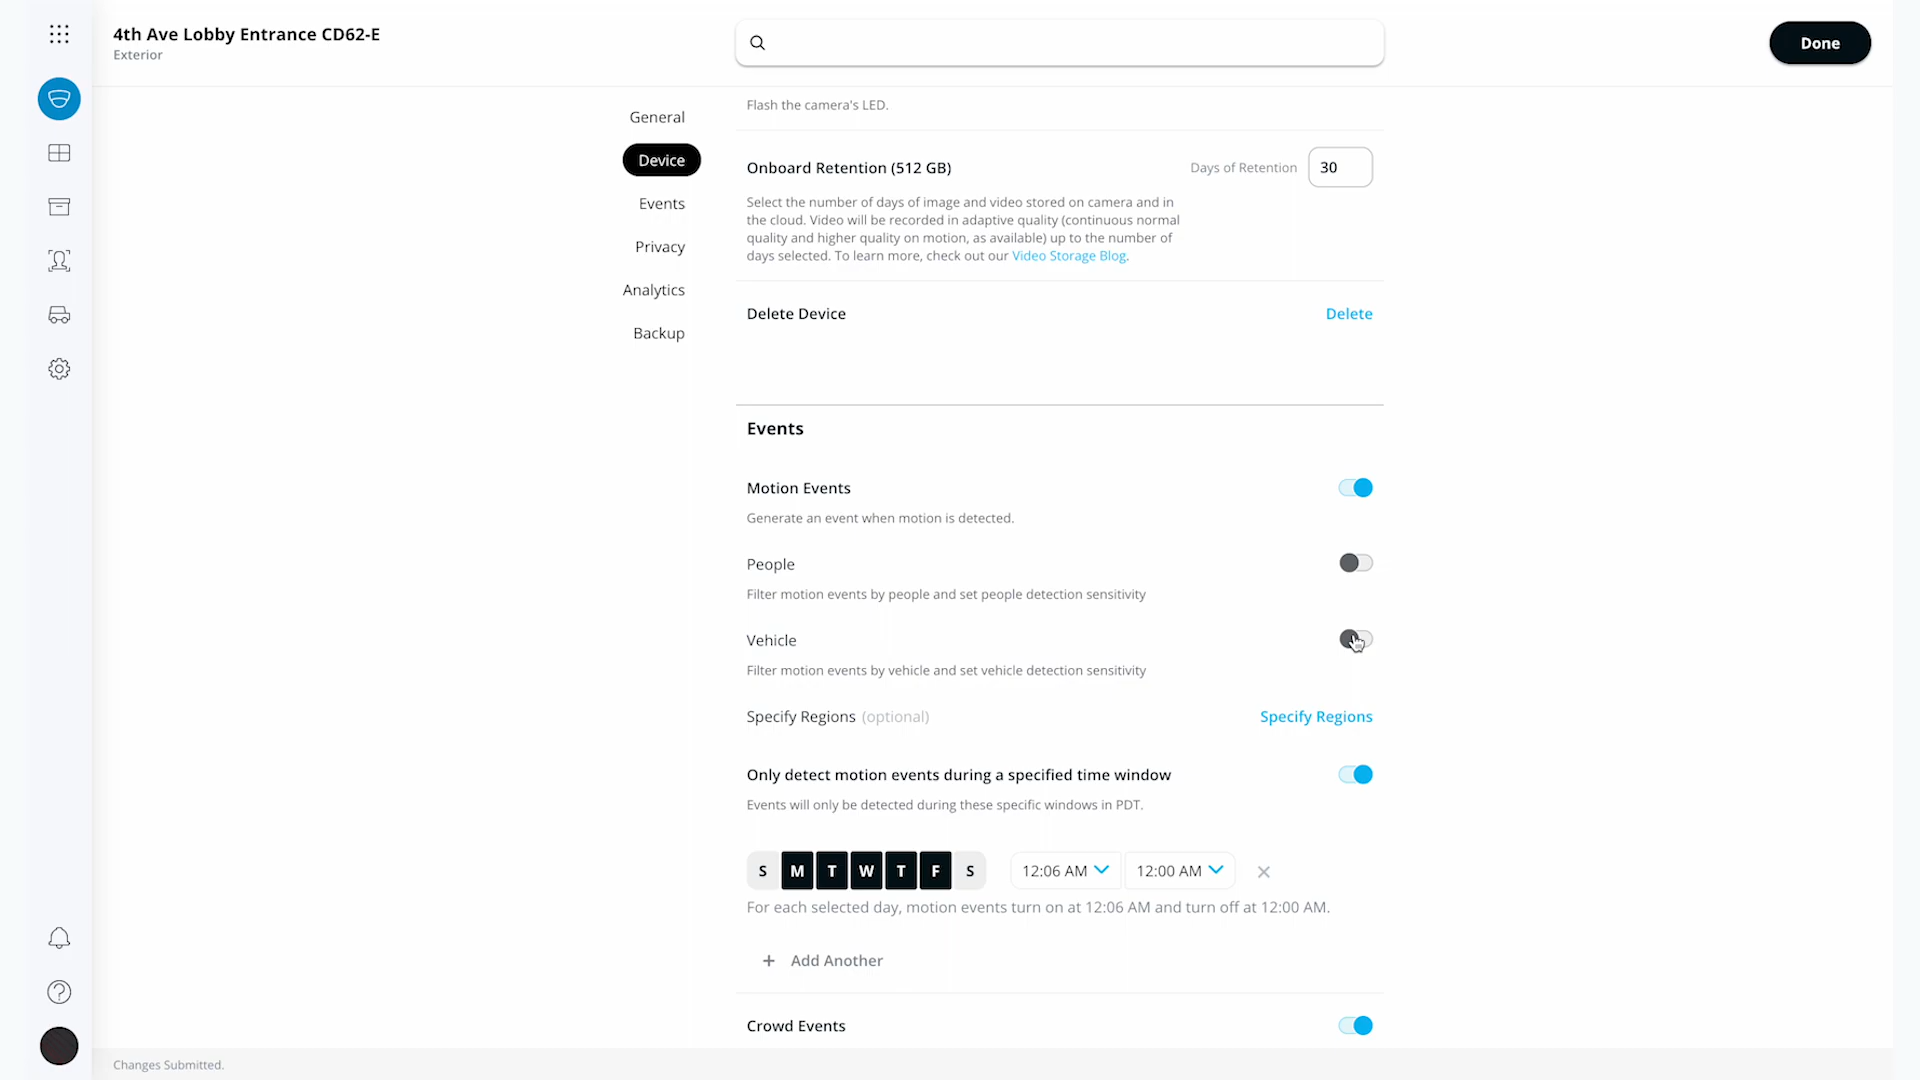 4th Ave Lobby Entrance CD62-E
Exterior
Done
General
Device
Events
Privacy
Analytics
Backup
Flash the camera's LED.
Onboard Retention (512 GB)
Days of Retention
30
Select the number of days of image and video stored on camera and in
the cloud. Video will be recorded in adaptive quality (continuous normal
quality and higher quality on motion, as available) up to the number of
days selected. To learn more, check out our Video Storage Blog.
Delete Device
Delete
Events
Motion Events
Generate an event when motion is detected.
People
Filter motion events by people and set people detection sensitivity
Vehicle
Filter motion events by vehicle and set vehicle detection sensitivity
Specify Regions (optional)
Specify Regions
Only detect motion events during a specified time window
Events will only be detected during these specific windows in PDT.
S M T W T F S
12:06 AM
12:00 AM
For each selected day, motion events turn on at 12:06 AM and turn off at 12:00 AM.
+ Add Another
Crowd Events
Changes Submitted.